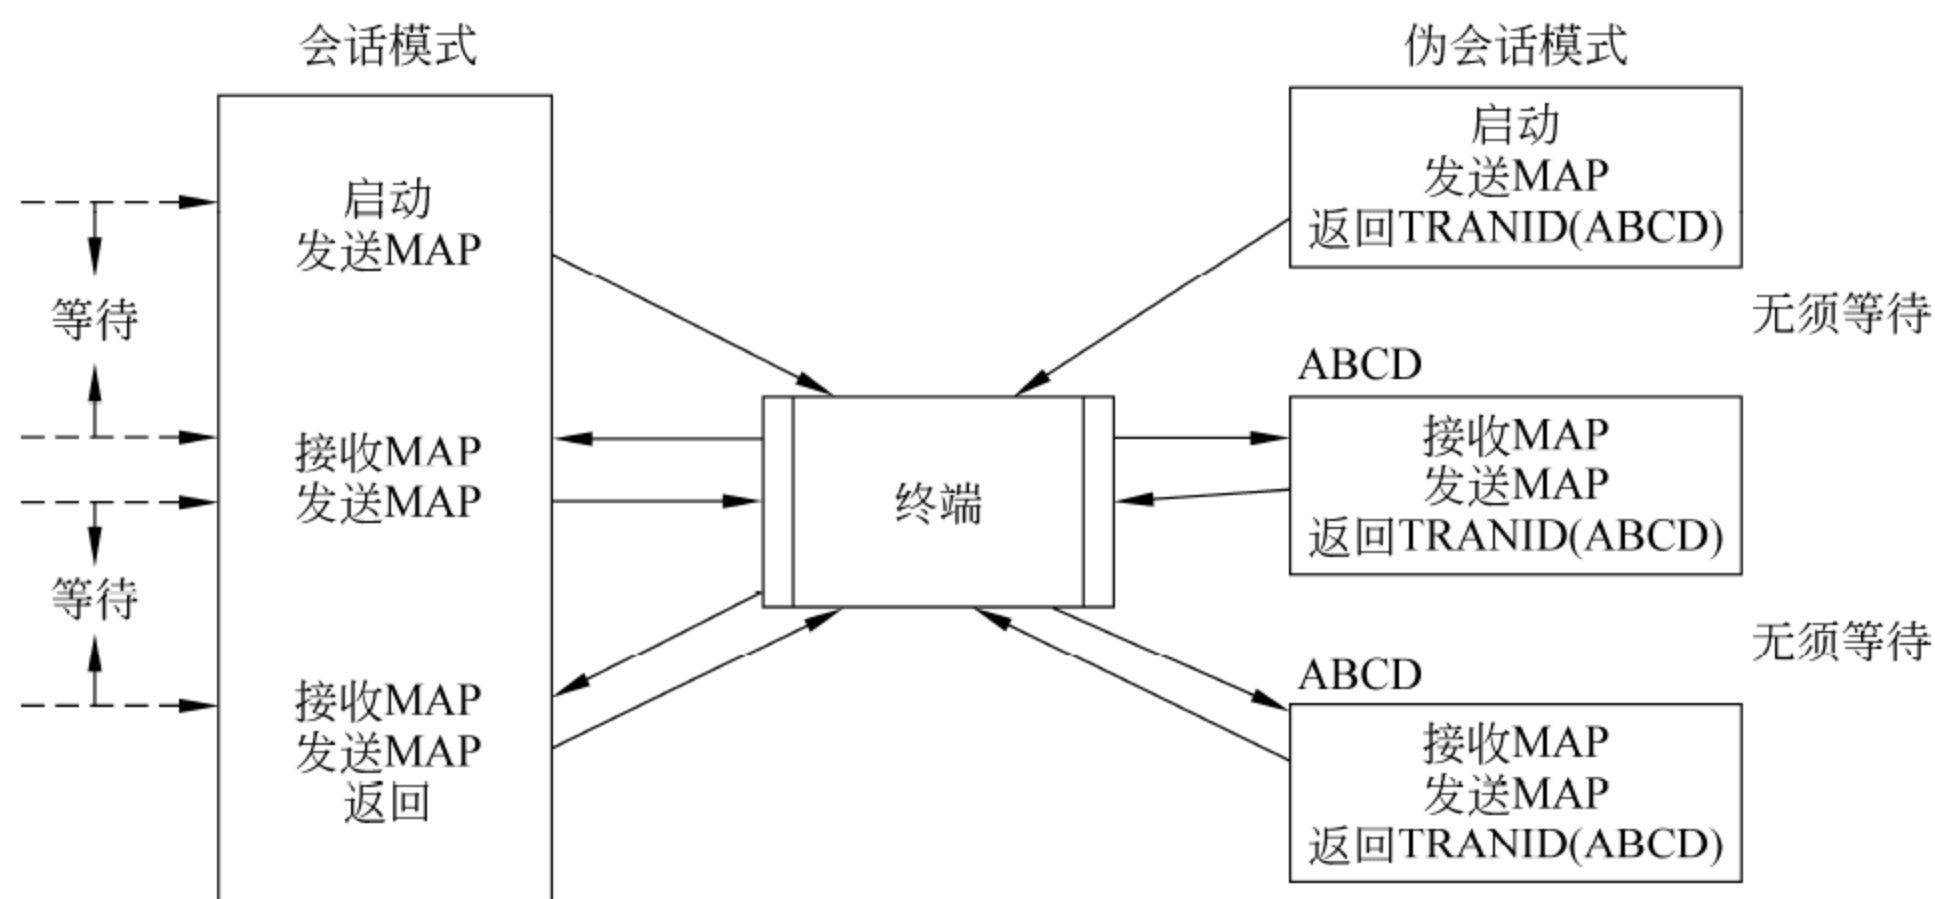 会话模式
启动
发送MAP
等待
接收MAP
发送MAP
等待
接收MAP
发送MAP
返回
终端
伪会话模式
启动
发送MAP
返回TRANID(ABCD)
无须等待
ABCD
接收MAP
发送MAP
返回TRANID(ABCD)
无须等待
ABCD
接收MAP
发送MAP
返回TRANID(ABCD)